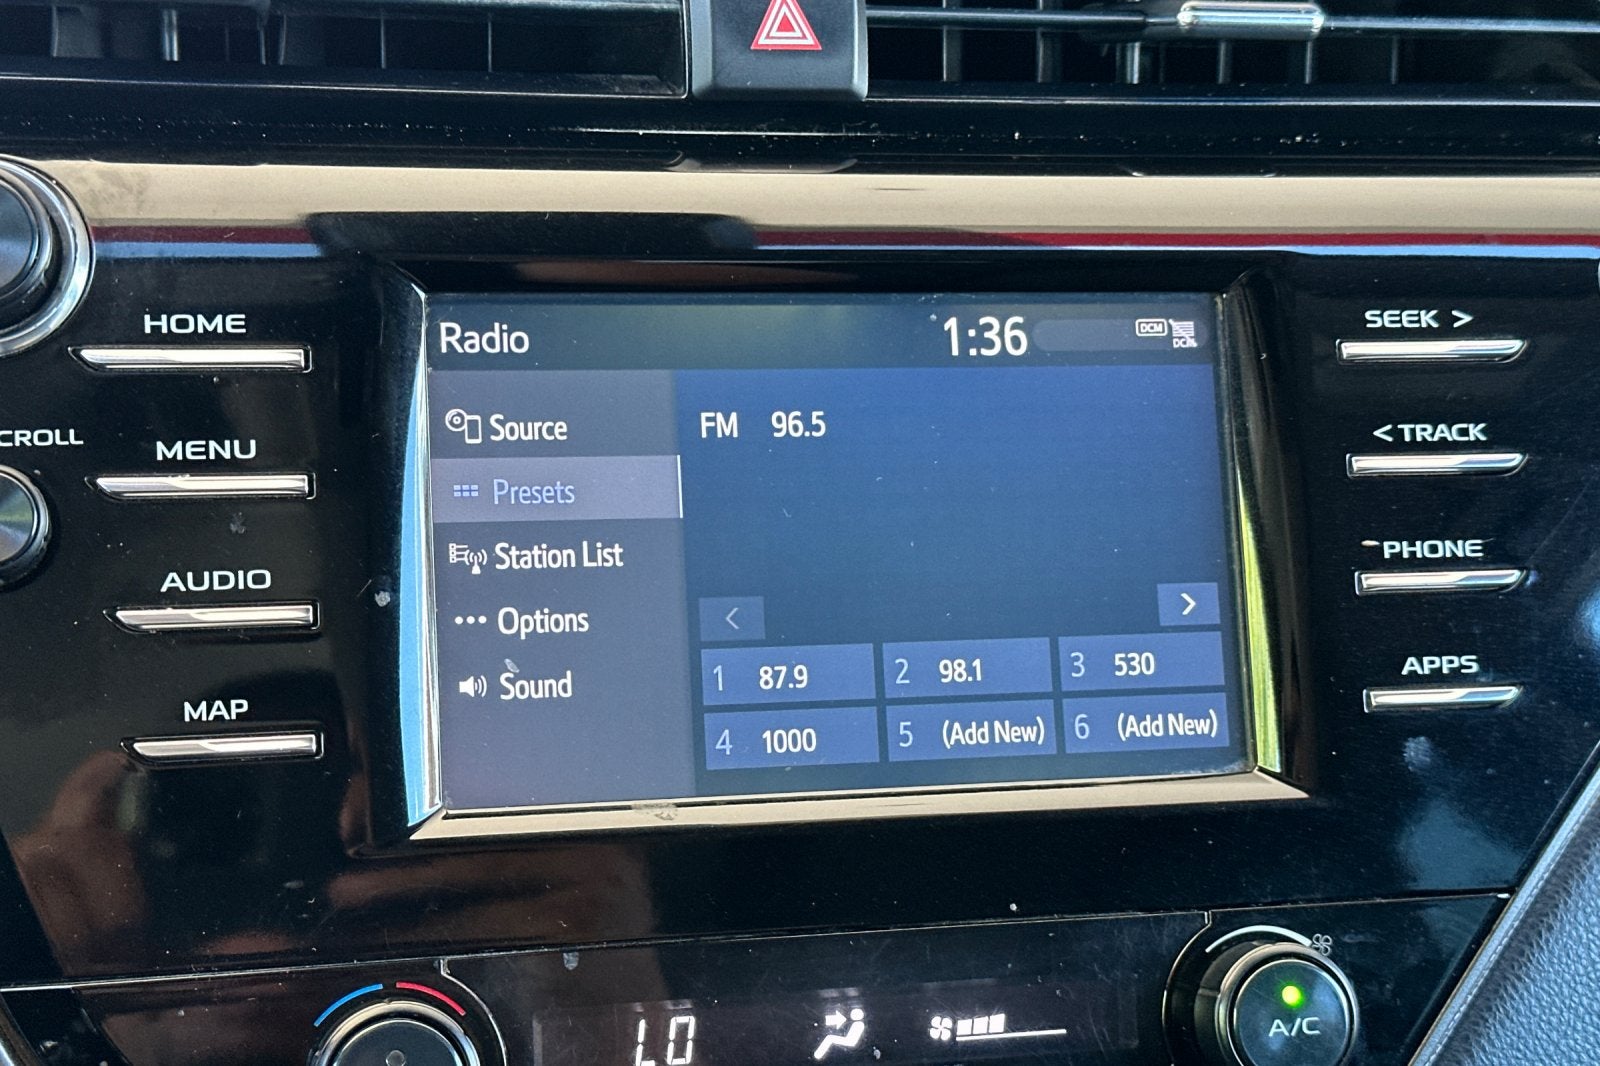 HOME
CROLL
MENU
AUDIO
MAP
Radio
1:36
DCM
DCM
Source
Presets
Station List
Options
Sound
FM 96.5
<
>
1 87.9
2 98.1
3 530
4 1000
5 (Add New)
6 (Add New)
SEEK >
< TRACK
PHONE
APPS
LO
A/C